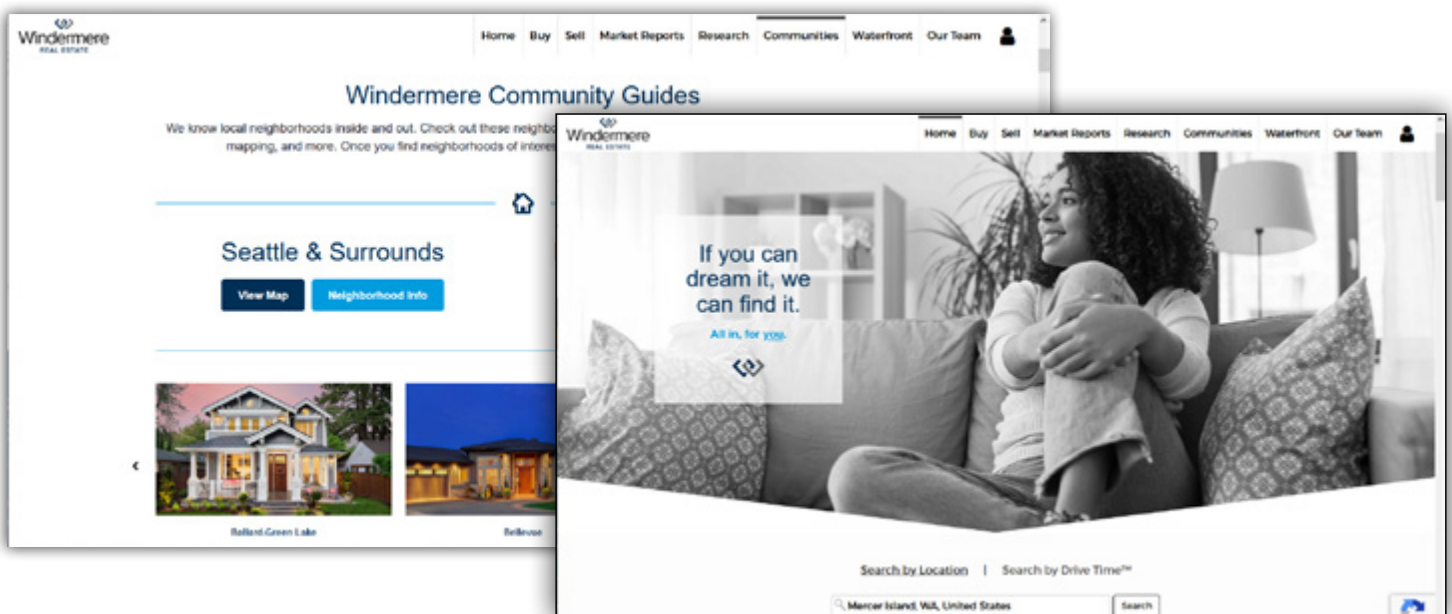 Windermere
REAL ESTATE
Home Buy Sell Market Reports Research Communities Waterfront Our Team
Windermere Community Guides
We know local neighborhoods inside and out. Check out these
mapping, and more. Once you find neighborhoods of
Seattle & Surrounds
View Map Neighborhood Info
Ballard-Green Lake Bellevue
Windermere
REAL ESTATE
Home Buy Sell Market Reports Research Communities Waterfront Our Team
If you can
dream it, we
can find it.
All in, for you.
Search by Location | Search by Drive Time™
Mercer Island, WA, United States Search